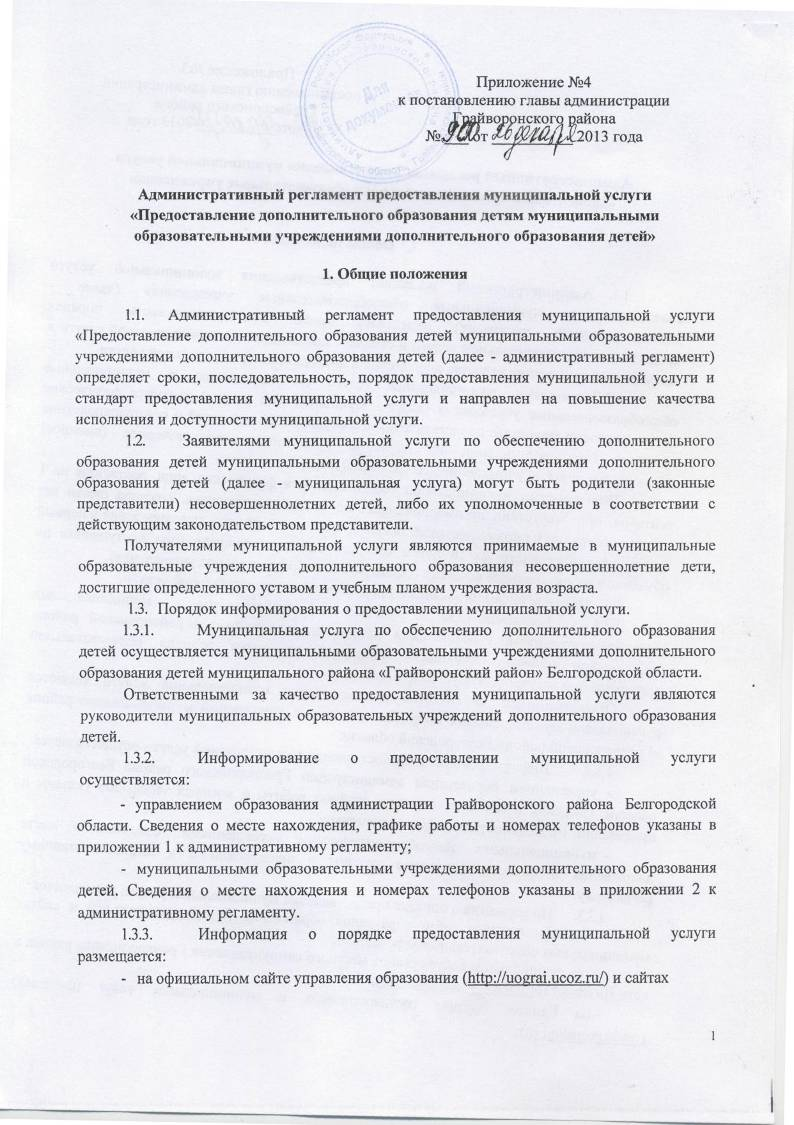 Для
документов
Приложение №4
к постановлению главы администрации
Грайворонского района
№ 900 от 26 декабря 2013 года
Административный регламент предоставления муниципальной услуги
«Предоставление дополнительного образования детям муниципальными
образовательными учреждениями дополнительного образования детей»
1. Общие положения
1.1. Административный регламент предоставления муниципальной услуги
«Предоставление дополнительного образования детей муниципальными образовательными
учреждениями дополнительного образования детей (далее - административный регламент)
определяет сроки, последовательность, порядок предоставления муниципальной услуги и
стандарт предоставления муниципальной услуги и направлен на повышение качества
исполнения и доступности муниципальной услуги.
1.2. Заявителями муниципальной услуги по обеспечению дополнительного
образования детей муниципальными образовательными учреждениями дополнительного
образования детей (далее - муниципальная услуга) могут быть родители (законные
представители) несовершеннолетних детей, либо их уполномоченные в соответствии с
действующим законодательством представители.
Получателями муниципальной услуги являются принимаемые в муниципальные
образовательные учреждения дополнительного образования несовершеннолетние дети,
достигшие определенного уставом и учебным планом учреждения возраста.
1.3. Порядок информирования о предоставлении муниципальной услуги.
1.3.1. Муниципальная услуга по обеспечению дополнительного образования
детей осуществляется муниципальными образовательными учреждениями дополнительного
образования детей муниципального района «Грайворонский район» Белгородской области.
Ответственными за качество предоставления муниципальной услуги являются
руководители муниципальных образовательных учреждений дополнительного образования
детей.
1.3.2. Информирование о предоставлении муниципальной услуги
осуществляется:
- управлением образования администрации Грайворонского района Белгородской
области. Сведения о месте нахождения, графике работы и номерах телефонов указаны в
приложении 1 к административному регламенту;
- муниципальными образовательными учреждениями дополнительного образования
детей. Сведения о месте нахождения и номерах телефонов указаны в приложении 2 к
административному регламенту.
1.3.3. Информация о порядке предоставления муниципальной услуги
размещается:
- на официальном сайте управления образования (http://uograi.ucoz.ru/) и сайтах
1